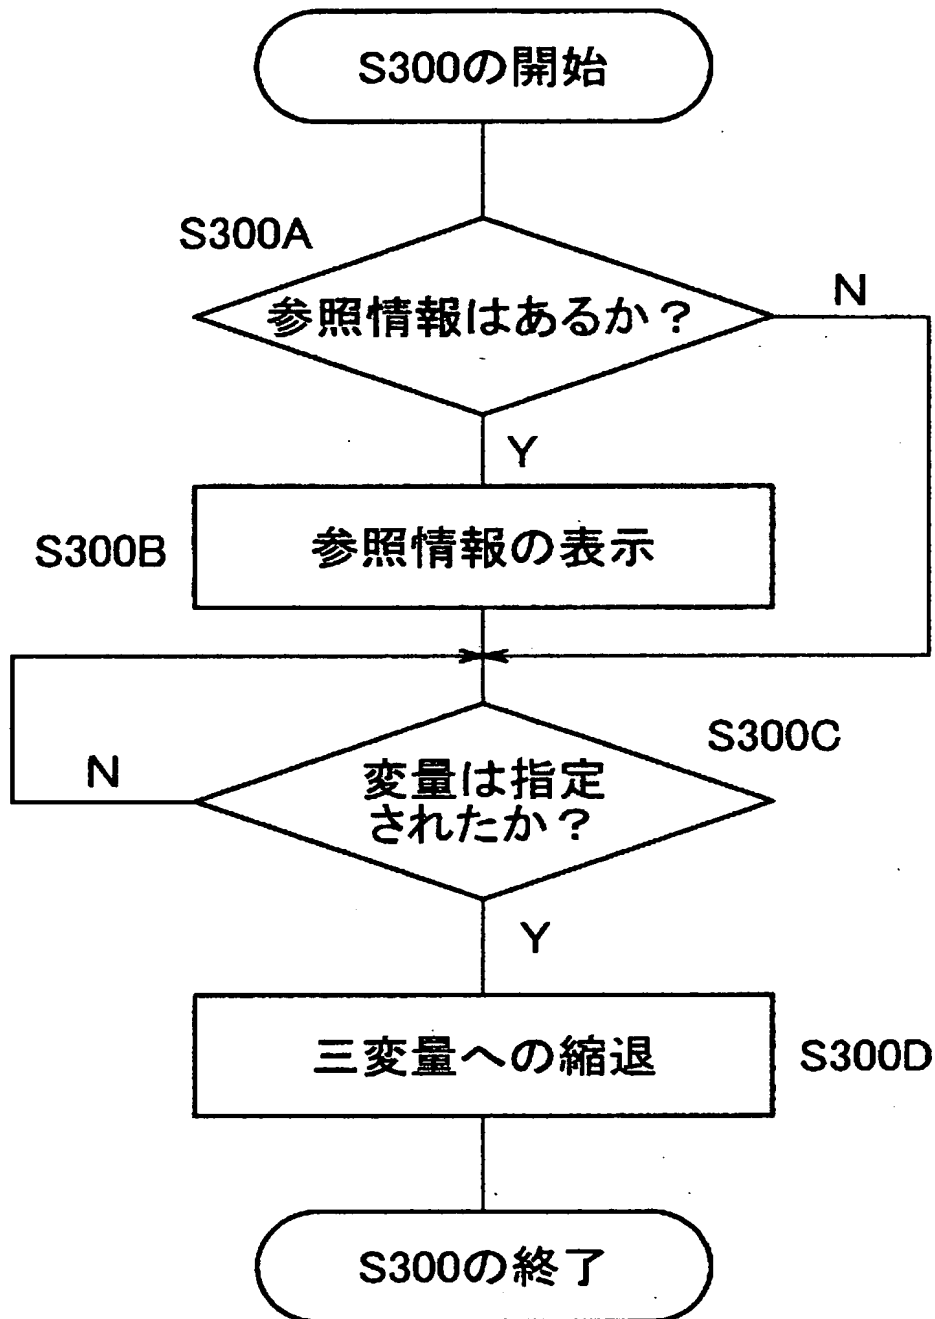 S300の開始
S300A
参照情報はあるか？
N
Y
S300B
参照情報の表示
S300C
N
変量は指定
されたか？
Y
三変量への縮退
S300D
S300の終了